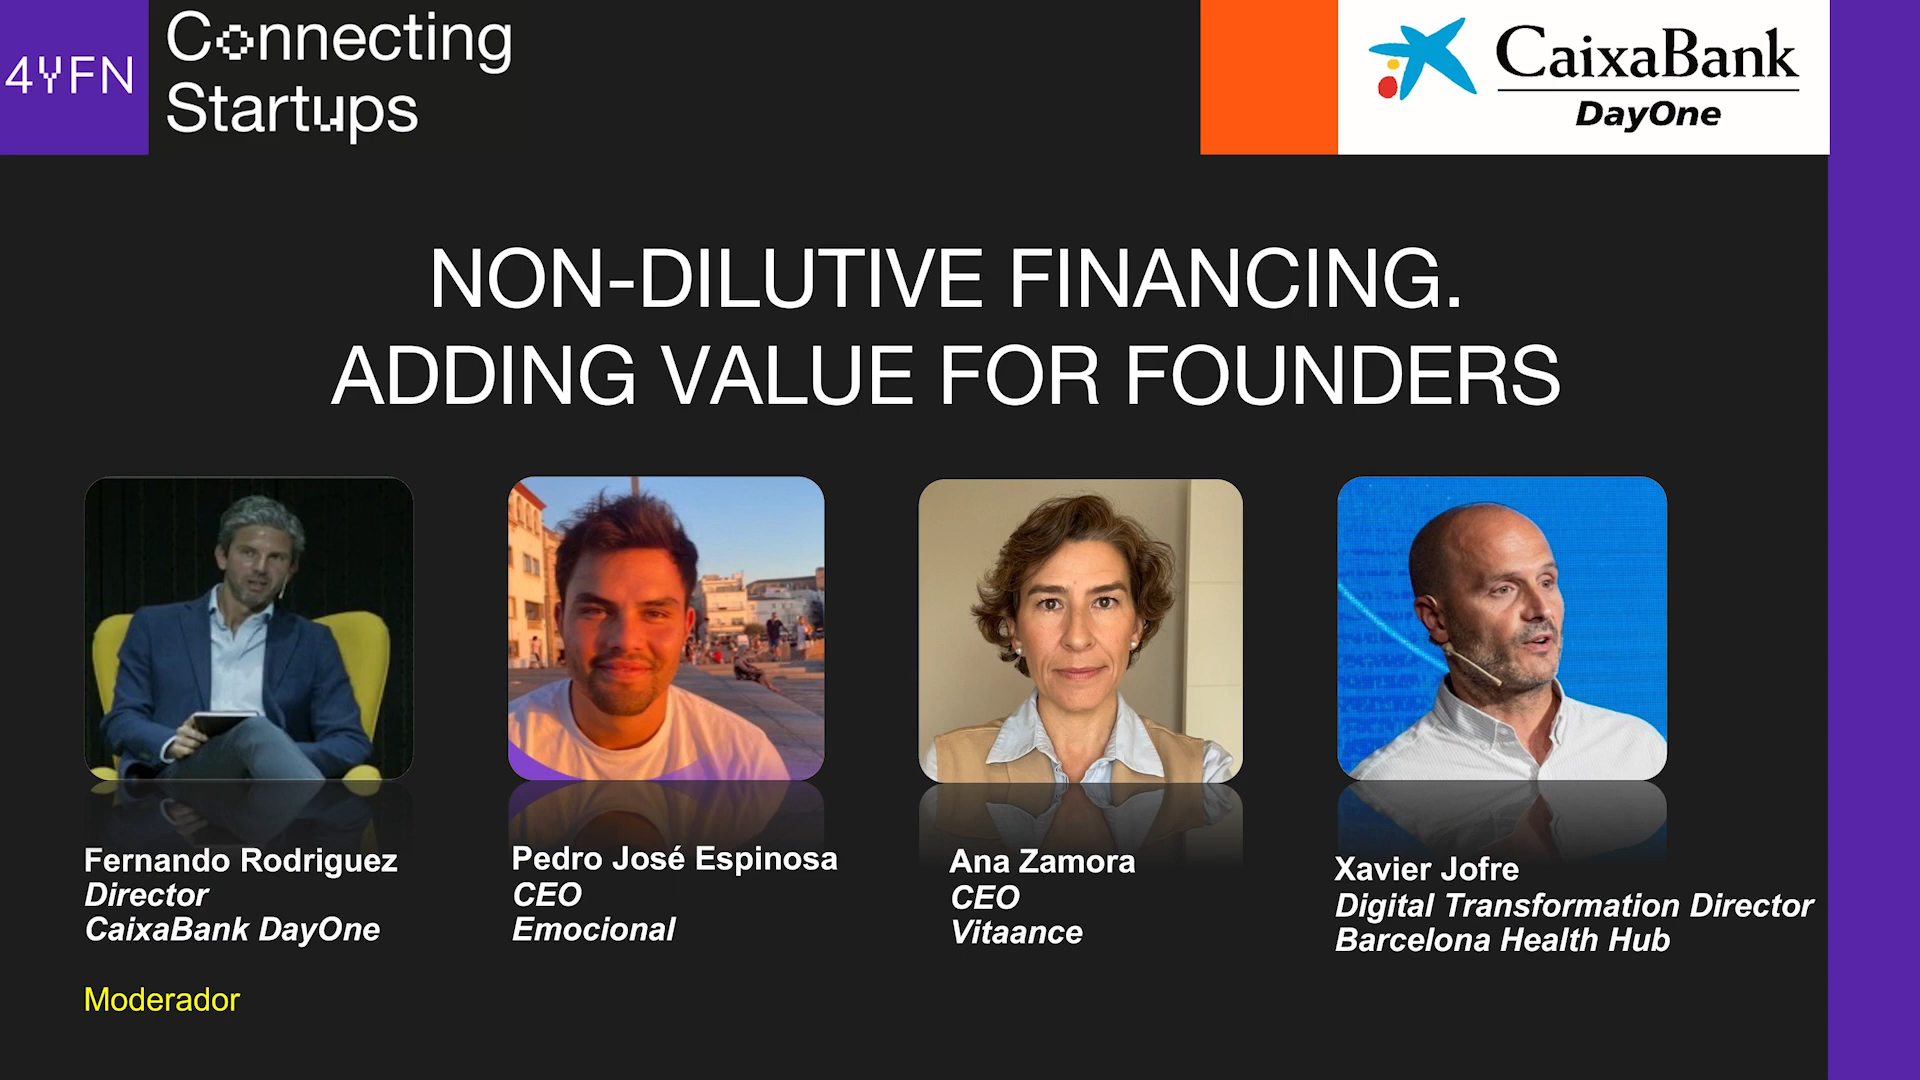 4YFN
Connecting
Startups
CaixaBank
DayOne
NON-DILUTIVE FINANCING.
ADDING VALUE FOR FOUNDERS
Fernando Rodriguez
Director
CaixaBank DayOne
Moderador
Pedro José Espinosa
CEO
Emocional
Ana Zamora
CEO
Vitaance
Xavier Jofre
Digital Transformation Director
Barcelona Health Hub